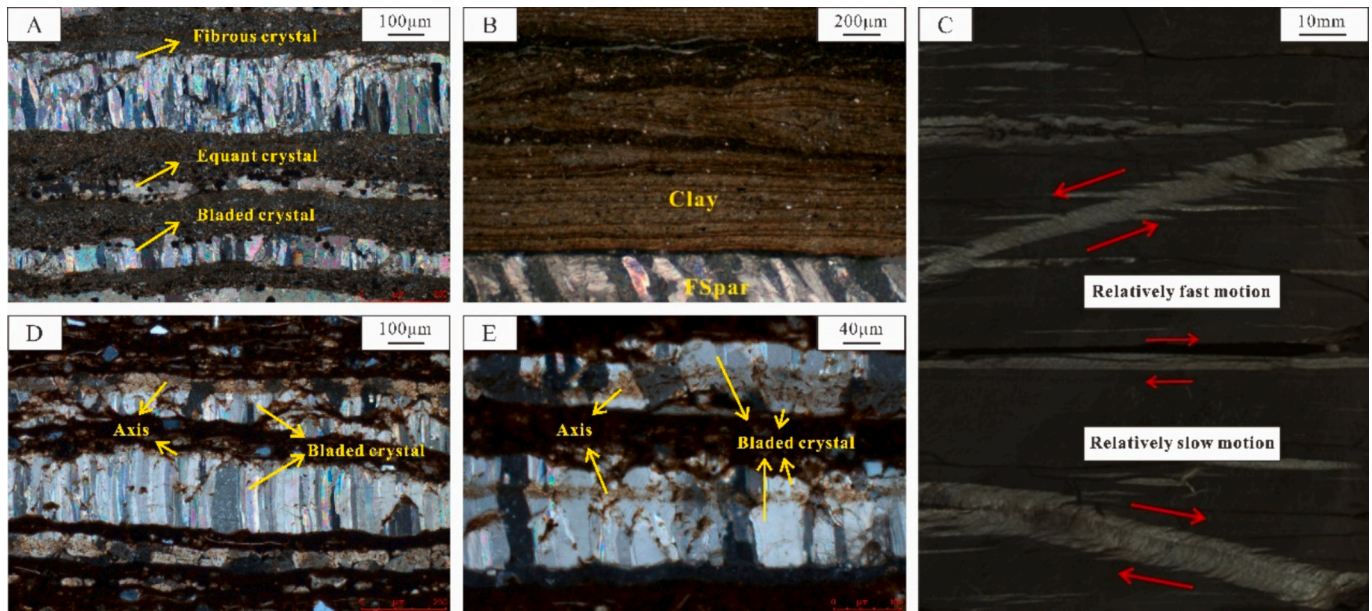 A
100μm
Fibrous crystal
Equant crystal
Bladed crystal
B
200μm
Clay
FSpar
C
10mm
Relatively fast motion
Relatively slow motion
D
100μm
Axis
Bladed crystal
E
40μm
Axis
Bladed crystal